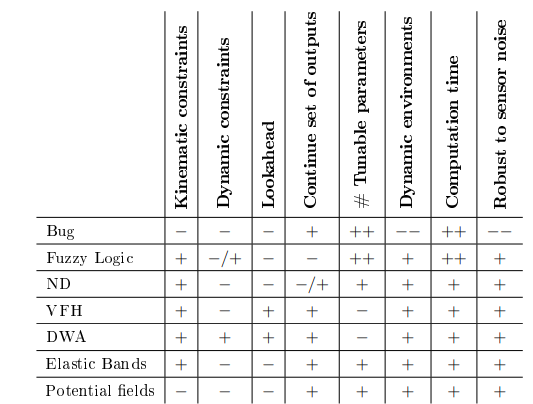 Kinematic constraints
Dynamic constraints
Lookahead
Continue set of outputs
# Tunable parameters
Dynamic environments
Computation time
Robust to sensor noise
Bug − − − + ++ −− ++ −−
Fuzzy Logic + −/+ − − ++ + ++ +
ND + − − −/+ + + + +
VFH + − + + − + + +
DWA + + + + − + + +
Elastic Bands + − − + + + + +
Potential fields − − − + + + + +